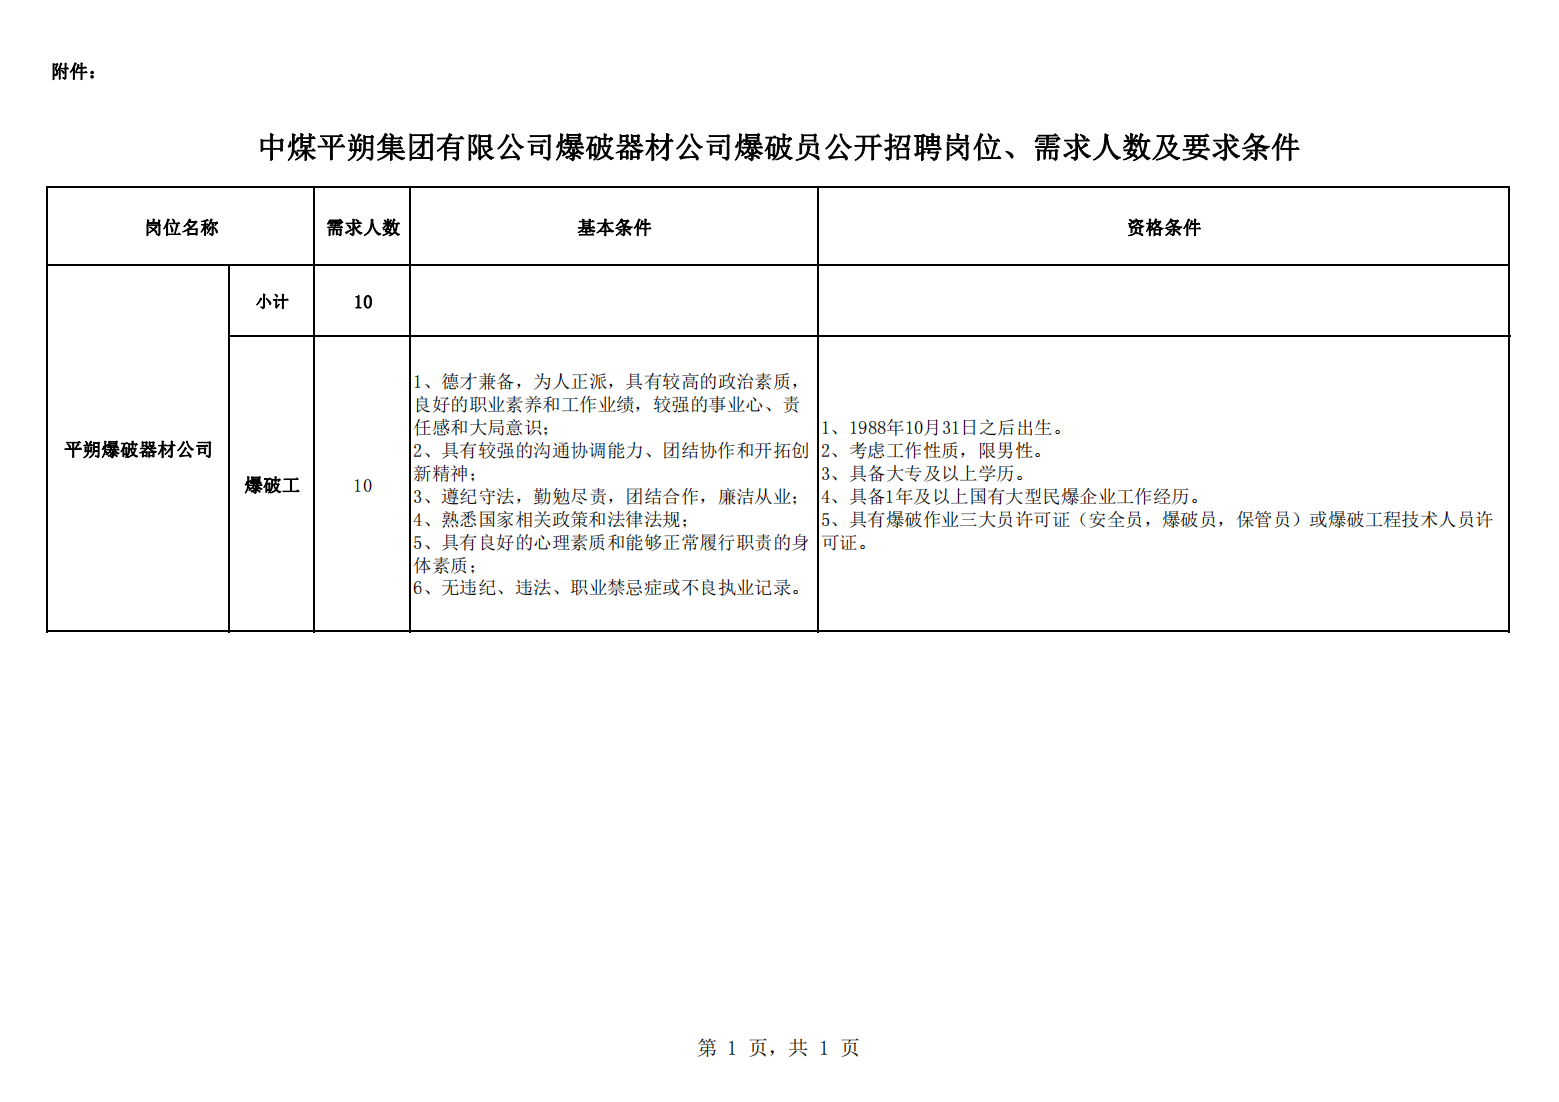 附件：
中煤平朔集团有限公司爆破器材公司爆破员公开招聘岗位、需求人数及要求条件
岗位名称 需求人数 基本条件 资格条件
平朔爆破器材公司
小计 10
爆破工 10
1、德才兼备，为人正派，具有较高的政治素质，
良好的职业素养和工作业绩，较强的事业心、责
任感和大局意识；
2、具有较强的沟通协调能力、团结协作和开拓创
新精神；
3、遵纪守法，勤勉尽责，团结合作，廉洁从业；
4、熟悉国家相关政策和法律法规；
5、具有良好的心理素质和能够正常履行职责的身
体素质；
6、无违纪、违法、职业禁忌症或不良执业记录。
1、1988年10月31日之后出生。
2、考虑工作性质，限男性。
3、具备大专及以上学历。
4、具备1年及以上国有大型民爆企业工作经历。
5、具有爆破作业三大员许可证（安全员，爆破员，保管员）或爆破工程技术人员许
可证。
第 1 页，共 1 页